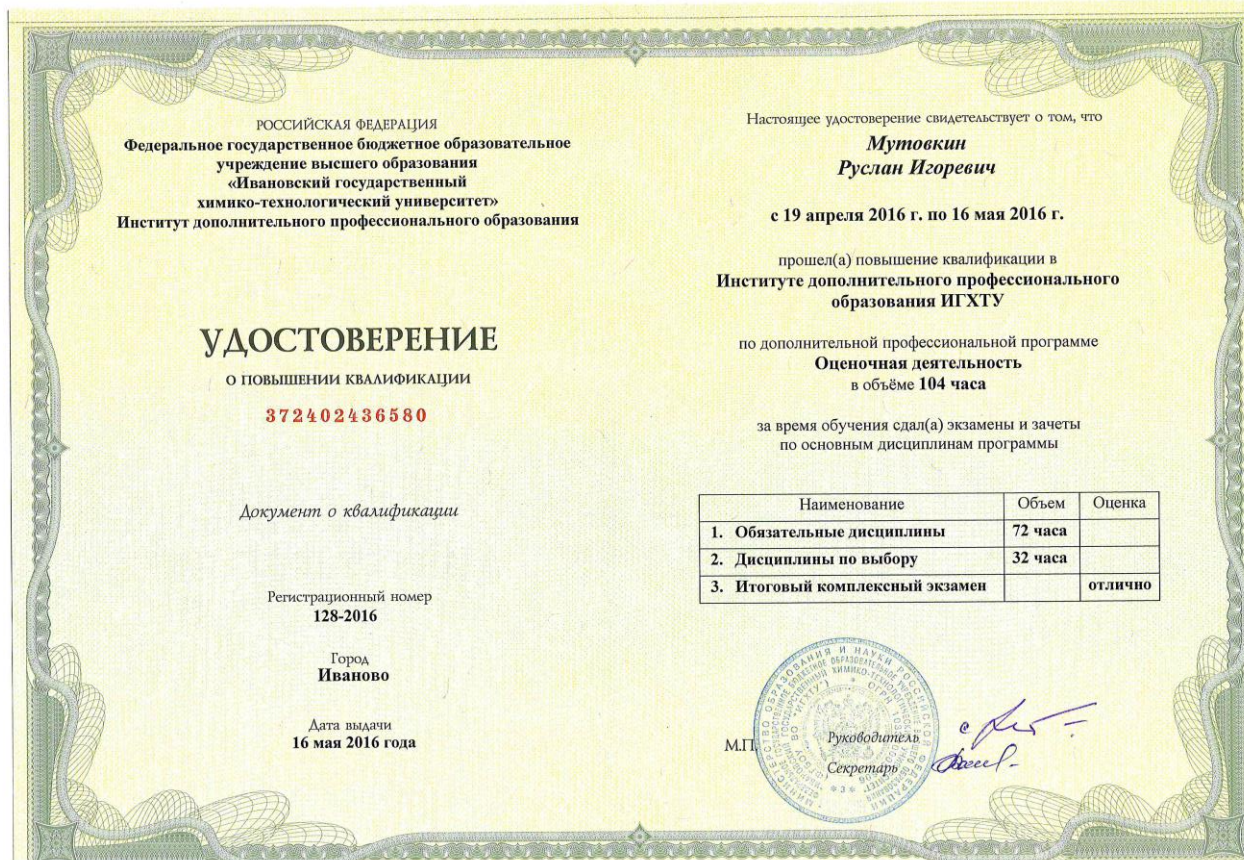 РОССИЙСКАЯ ФЕДЕРАЦИЯ
Федеральное государственное бюджетное образовательное
учреждение высшего образования
«Ивановский государственный
химико-технологический университет»
Институт дополнительного профессионального образования
УДОСТОВЕРЕНИЕ
О ПОВЫШЕНИИ КВАЛИФИКАЦИИ
372402436580
Документ о квалификации
Регистрационный номер
128-2016
Город
Иваново
Дата выдачи
16 мая 2016 года
Настоящее удостоверение свидетельствует о том, что
Мутовкин
Руслан Игоревич
с 19 апреля 2016 г. по 16 мая 2016 г.
прошел(а) повышение квалификации в
Институте дополнительного профессионального
образования ИГХТУ
по дополнительной профессиональной программе
Оценочная деятельность
в объёме 104 часа
за время обучения сдал(а) экзамены и зачеты
по основным дисциплинам программы
Наименование Объем Оценка
1. Обязательные дисциплины 72 часа
2. Дисциплины по выбору 32 часа
3. Итоговый комплексный экзамен отлично
М.П.
Руководитель
Секретарь
МИНИСТЕРСТВО ОБРАЗОВАНИЯ И НАУКИ РОССИЙСКОЙ ФЕДЕРАЦИИ